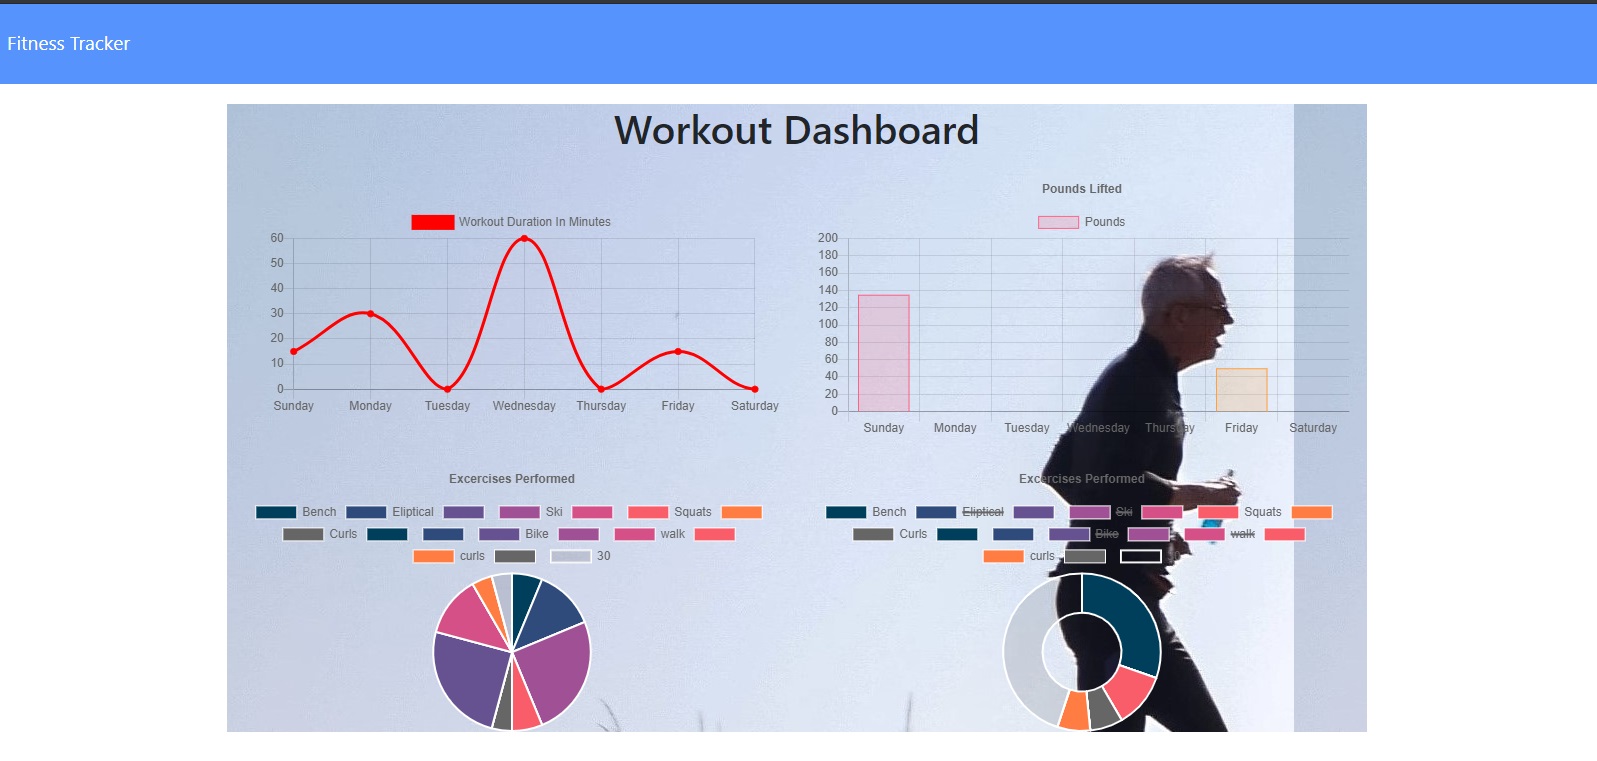 Fitness Tracker
Workout Dashboard
Workout Duration In Minutes
60
50
40
30
20
10
0
Sunday Monday Tuesday Wednesday Thursday Friday Saturday
Pounds Lifted
Pounds
200
180
160
140
120
100
80
60
40
20
0
Sunday Monday Tuesday Wednesday Thursday Friday Saturday
Excercises Performed
Bench Eliptical Ski Squats
Curls Bike walk
curls 30
Excercises Performed
Bench Eliptical Ski Squats
Curls Bike walk
curls